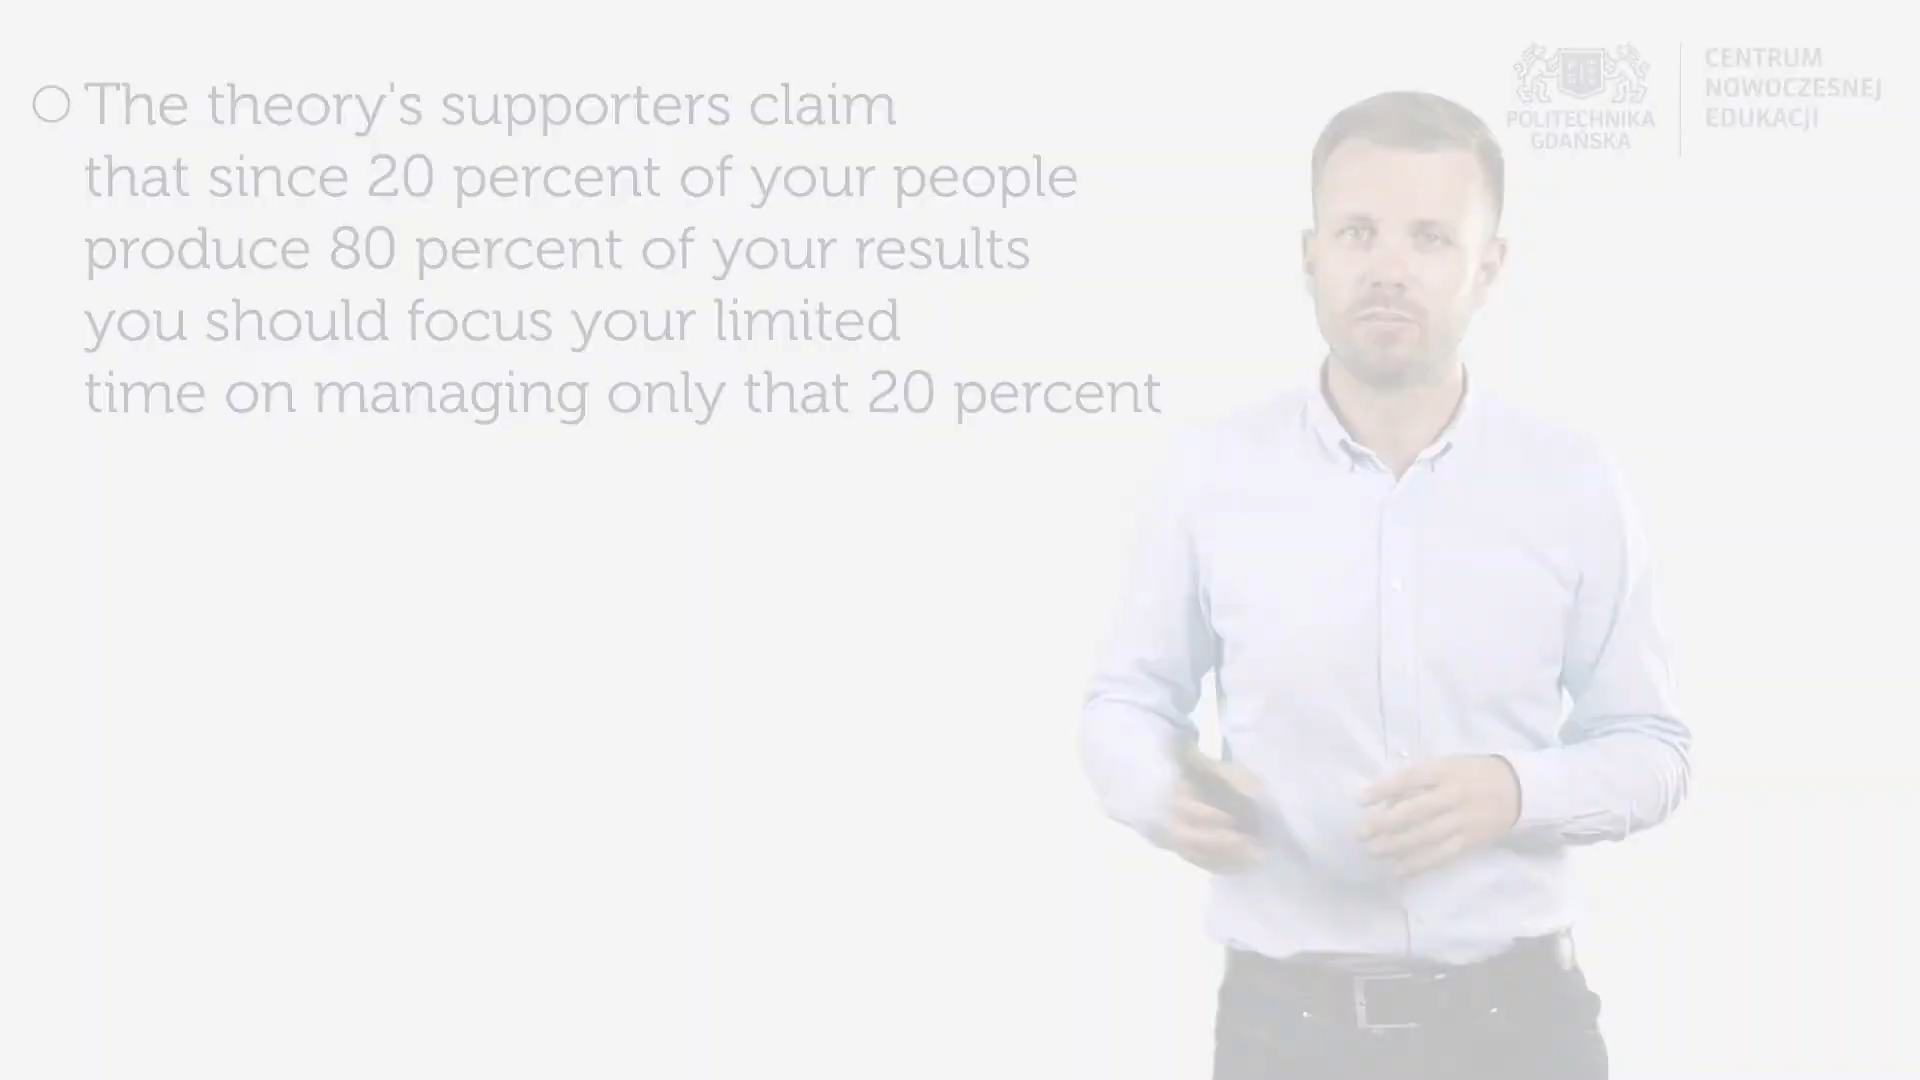 The theory's supporters claim
that since 20 percent of your people
produce 80 percent of your results
you should focus your limited
time on managing only that 20 percent
POLITECHNIKA
GDAŃSKA
CENTRUM
NOWOCZESNEJ
EDUKACJI